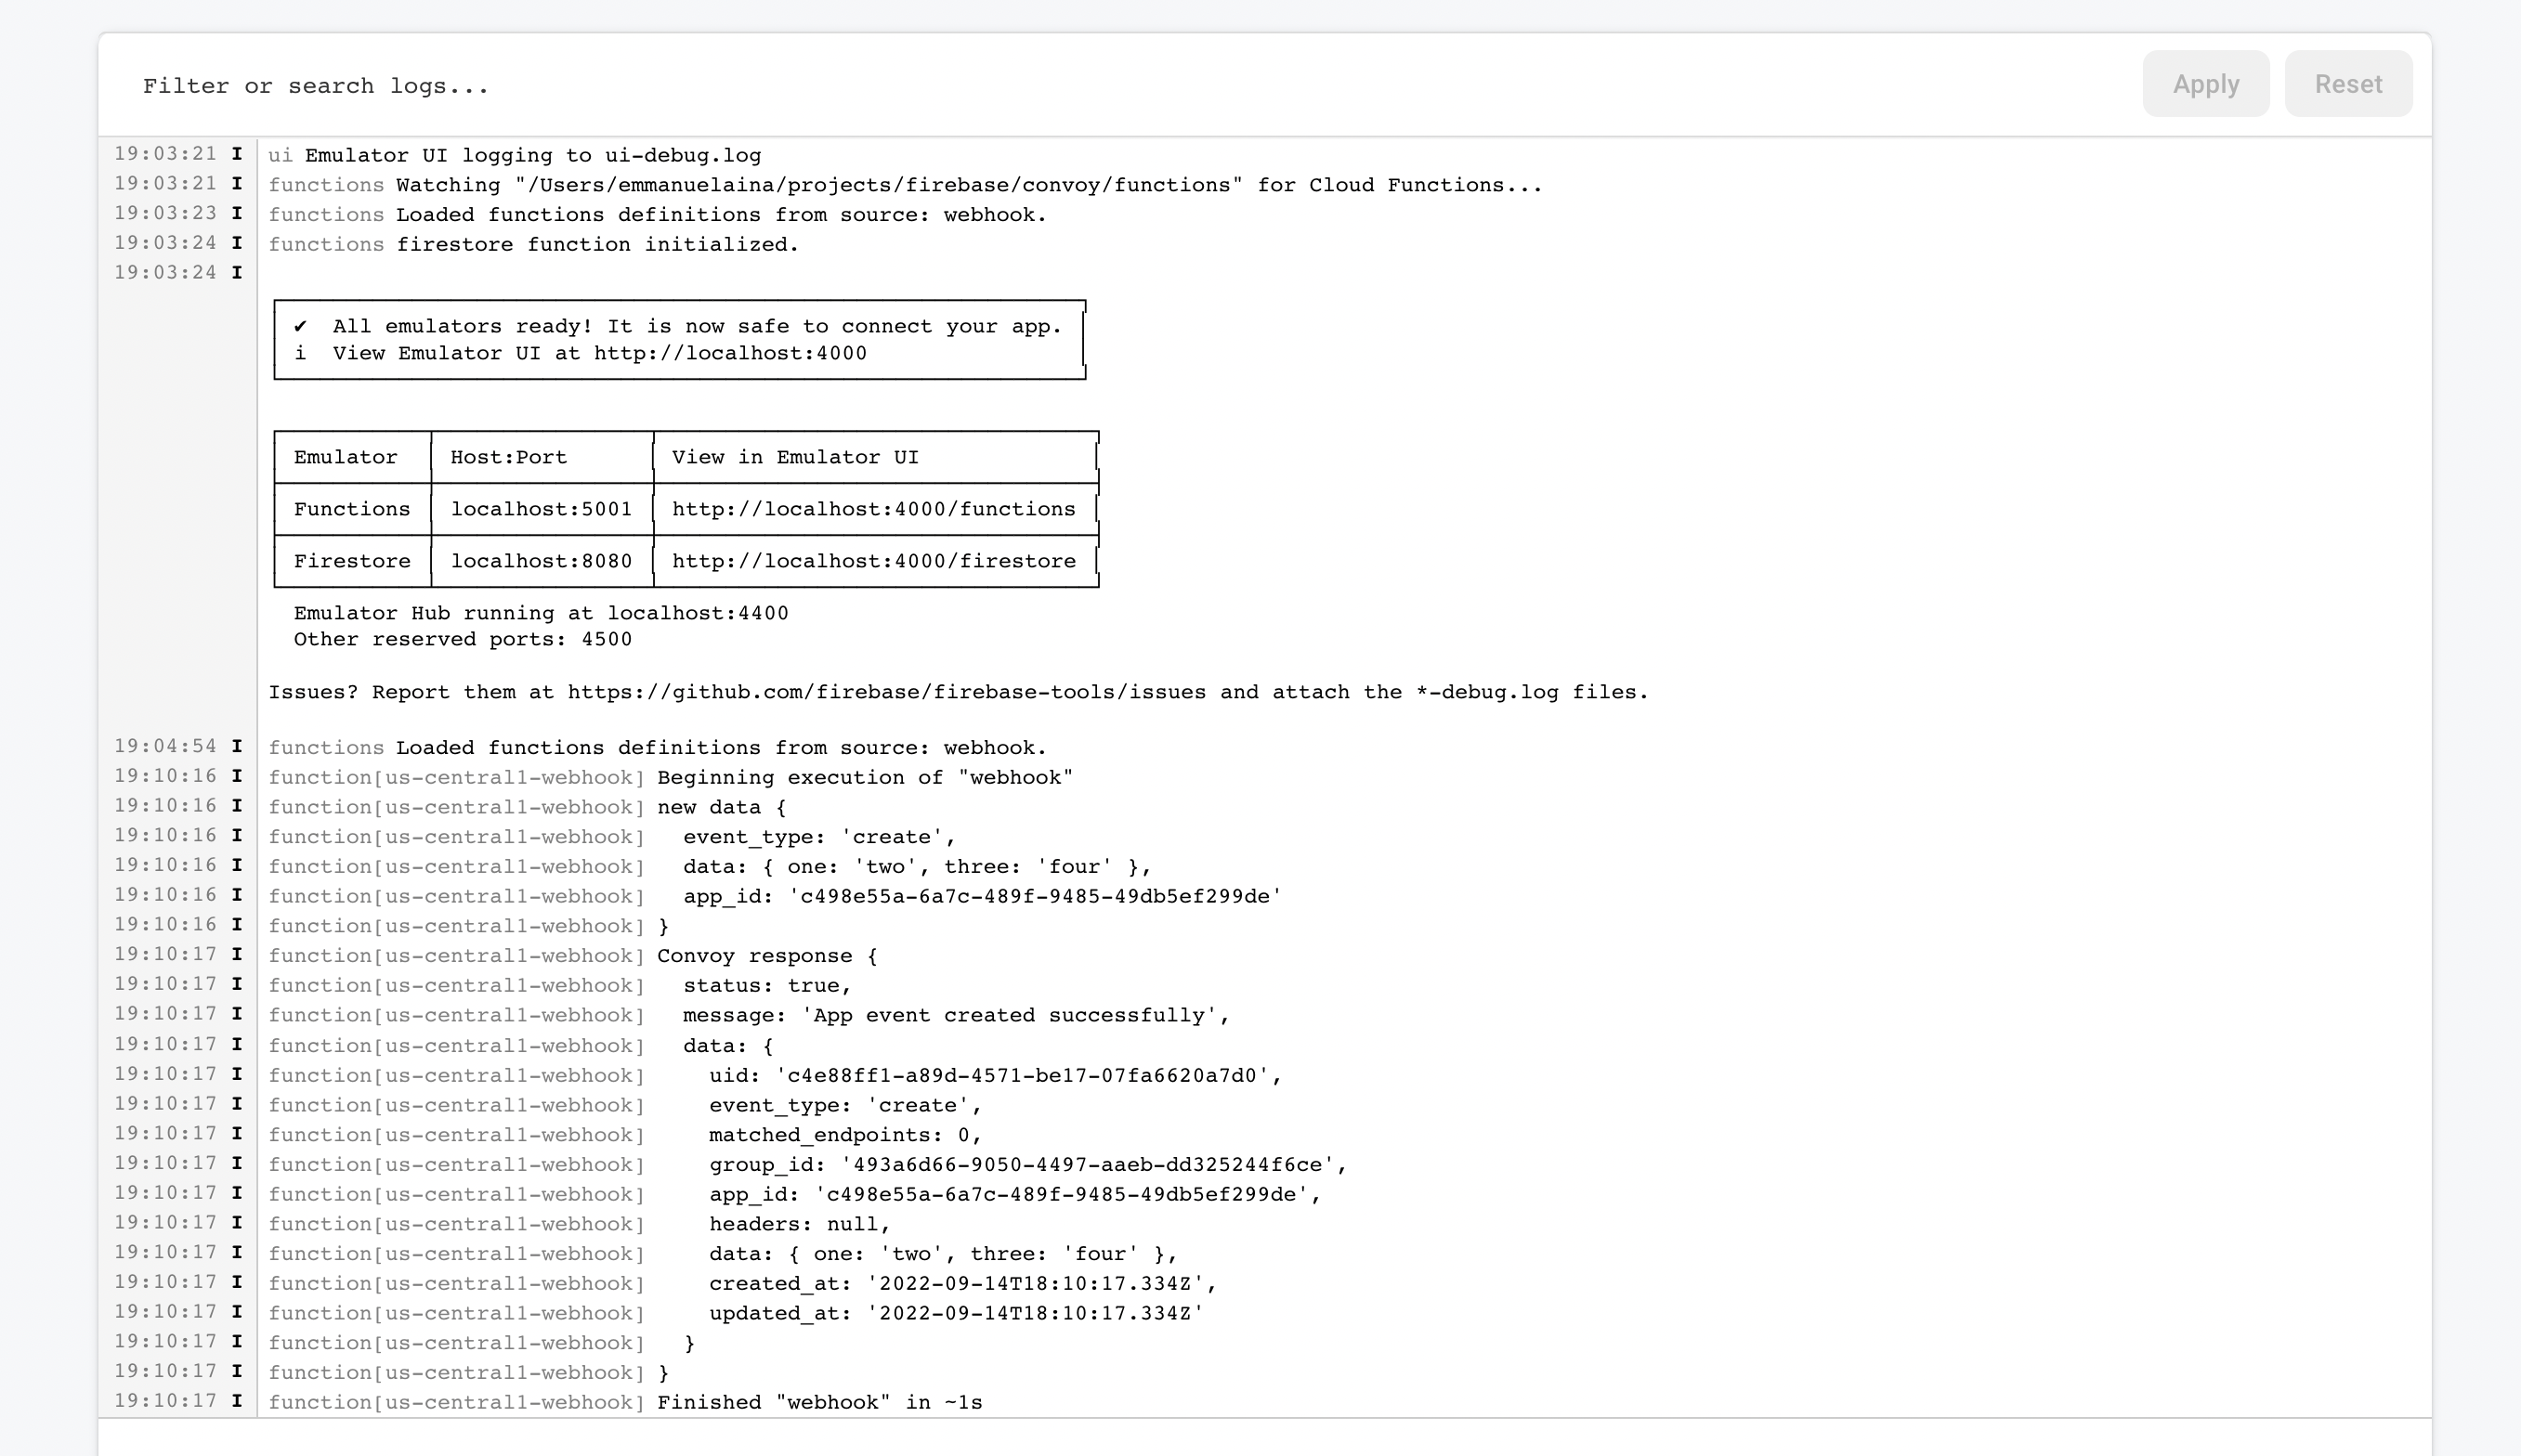 Filter or search logs...
Apply
Reset
19:03:21 I ui Emulator UI logging to ui-debug.log
19:03:21 I functions Watching "/Users/emmanuelaina/projects/firebase/convoy/functions" for Cloud Functions...
19:03:23 I functions Loaded functions definitions from source: webhook.
19:03:24 I functions firestore function initialized.
19:03:24 I
✔ All emulators ready! It is now safe to connect your app.
i View Emulator UI at http://localhost:4000
Emulator Host:Port View in Emulator UI
Functions localhost:5001 http://localhost:4000/functions
Firestore localhost:8080 http://localhost:4000/firestore
Emulator Hub running at localhost:4400
Other reserved ports: 4500
Issues? Report them at https://github.com/firebase/firebase-tools/issues and attach the *-debug.log files.
19:04:54 I functions Loaded functions definitions from source: webhook.
19:10:16 I function[us-central1-webhook] Beginning execution of "webhook"
19:10:16 I function[us-central1-webhook] new data {
19:10:16 I function[us-central1-webhook] event_type: 'create',
19:10:16 I function[us-central1-webhook] data: { one: 'two', three: 'four' },
19:10:16 I function[us-central1-webhook] app_id: 'c498e55a-6a7c-489f-9485-49db5ef299de'
19:10:16 I function[us-central1-webhook] }
19:10:17 I function[us-central1-webhook] Convoy response {
19:10:17 I function[us-central1-webhook] status: true,
19:10:17 I function[us-central1-webhook] message: 'App event created successfully',
19:10:17 I function[us-central1-webhook] data: {
19:10:17 I function[us-central1-webhook] uid: 'c4e88ff1-a89d-4571-be17-07fa6620a7d0',
19:10:17 I function[us-central1-webhook] event_type: 'create',
19:10:17 I function[us-central1-webhook] matched_endpoints: 0,
19:10:17 I function[us-central1-webhook] group_id: '493a6d66-9050-4497-aaeb-dd325244f6ce',
19:10:17 I function[us-central1-webhook] app_id: 'c498e55a-6a7c-489f-9485-49db5ef299de',
19:10:17 I function[us-central1-webhook] headers: null,
19:10:17 I function[us-central1-webhook] data: { one: 'two', three: 'four' },
19:10:17 I function[us-central1-webhook] created_at: '2022-09-14T18:10:17.334Z',
19:10:17 I function[us-central1-webhook] updated_at: '2022-09-14T18:10:17.334Z'
19:10:17 I function[us-central1-webhook] }
19:10:17 I function[us-central1-webhook] }
19:10:17 I function[us-central1-webhook] Finished "webhook" in ~1s